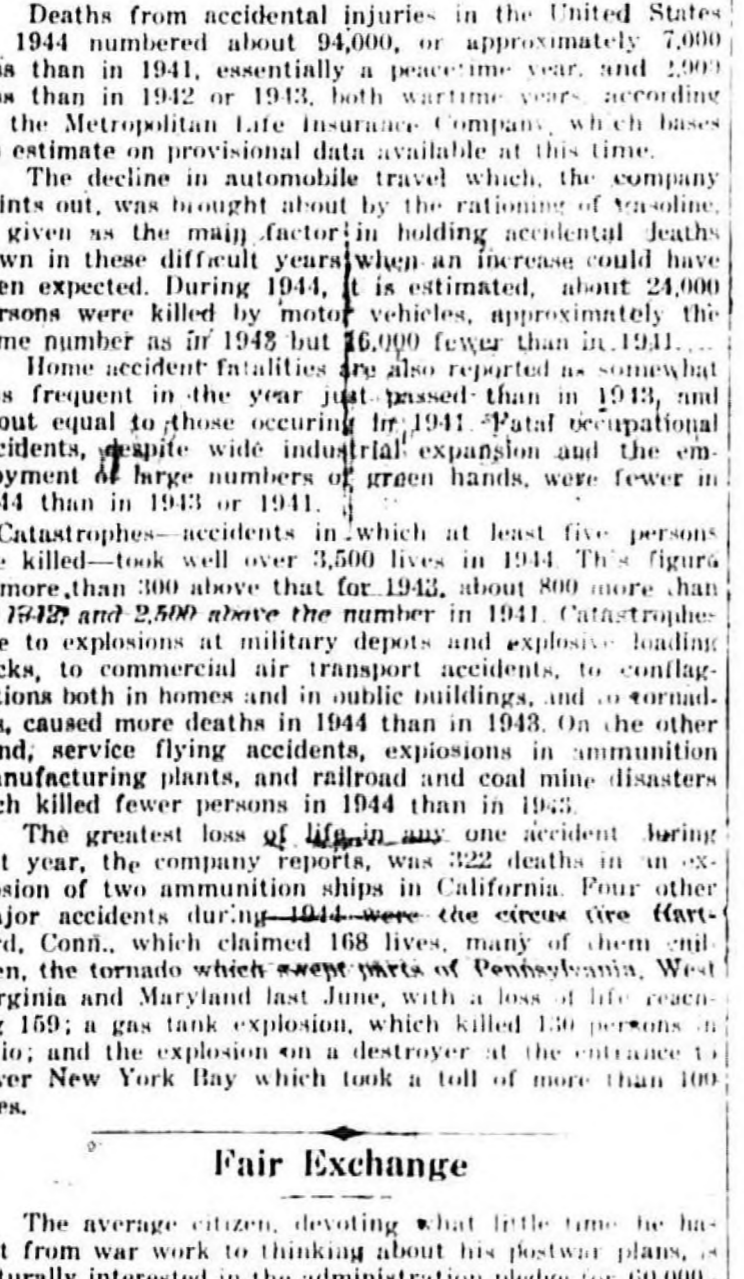 Deaths from accidental injuries in the United States
1944 numbered about 94,000, or approximately 7,000
s than in 1941, essentially a peacetime year, and
s than in 1942 or 1943, both wartime years, according
the Metropolitan Life Insurance Company, which bases
estimate on provisional data available at this time.
The decline in automobile travel which, the company
ints out, was brought about by the rationing of gasoline,
given as the main factor in holding accidental deaths
wn in these difficult years when an increase could have
en expected. During 1944, it is estimated, about 24,000
rsons were killed by motor vehicles, approximately the
me number as in 1943 but 16,000 fewer than in 1941....
Home accident fatalities are also reported as somewhat
s frequent in the year just passed than in 1943, and
out equal to those occuring in 1941. Fatal occupational
cidents, despite wide industrial expansion and the em-
oyment of large numbers of green hands, were fewer in
44 than in 1943 or 1941.
Catastrophes—accidents in which at least five persons
e killed—took well over 3,500 lives in 1944. This figure
more than 300 above that for 1943, about 800 more than
1942, and 2,500 above the number in 1941. Catastrophes
e to explosions at military depots and explosive loading
cks, to commercial air transport accidents, to conflag-
tions both in homes and in public buildings, and to tornad-
s, caused more deaths in 1944 than in 1943. On the other
nd, service flying accidents, explosions in ammunition
anufacturing plants, and railroad and coal mine disasters
ch killed fewer persons in 1944 than in 1943.
The greatest loss of life in any one accident during
t year, the company reports, was 322 deaths in an ex-
osion of two ammunition ships in California. Four other
ajor accidents during 1944 were the circus fire Hart-
rd, Conn., which claimed 168 lives, many of them chil
en, the tornado which swept parts of Pennsylvania, West
rginia and Maryland last June, with a loss of life reach-
g 159; a gas tank explosion, which killed 130 persons in
io; and the explosion on a destroyer at the entrance to
wer New York Bay which took a toll of more than 100
es.
Fair Exchange
The average citizen, devoting what little time he has
t from war work to thinking about his postwar plans, is
turally interested in the administration pledge for 60,000,-